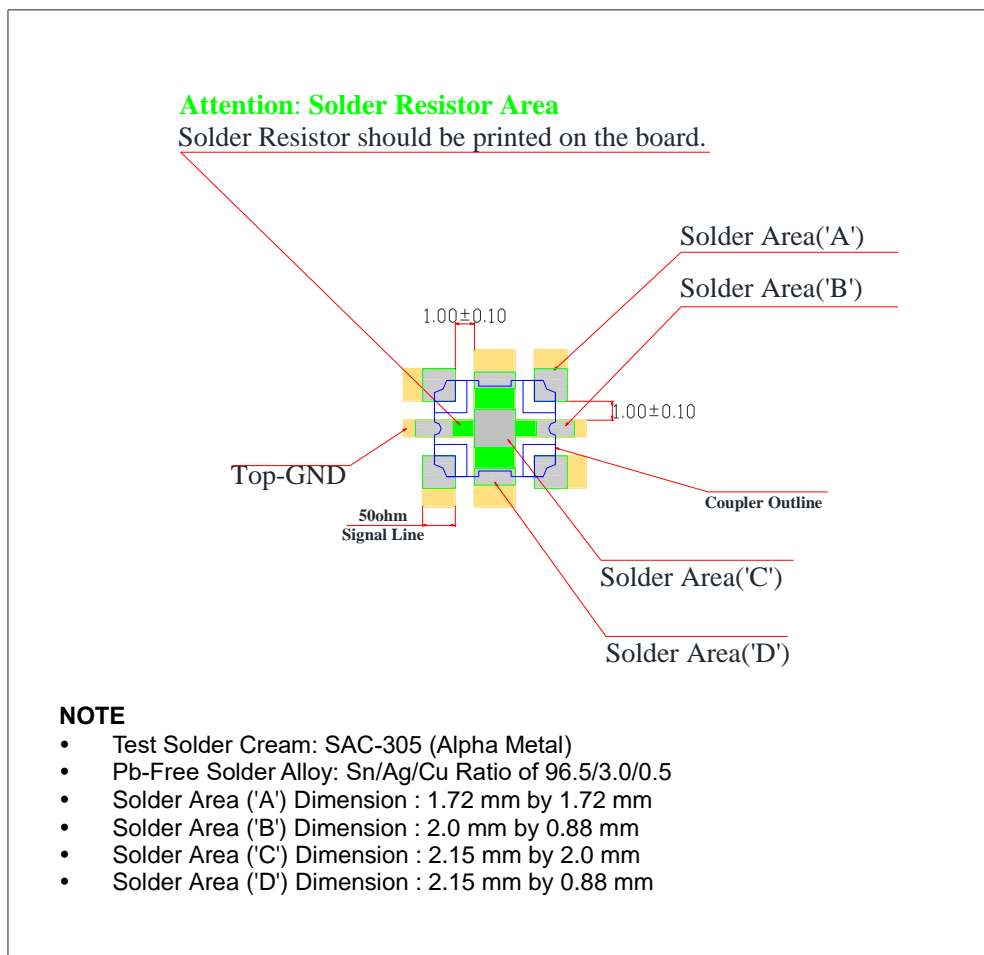 Attention: Solder Resistor Area
Solder Resistor should be printed on the board.
Solder Area('A')
Solder Area('B')
1.00±0.10
1.00±0.10
Top-GND
50ohm
Signal Line
Coupler Outline
Solder Area('C')
Solder Area('D')
NOTE
• Test Solder Cream: SAC-305 (Alpha Metal)
• Pb-Free Solder Alloy: Sn/Ag/Cu Ratio of 96.5/3.0/0.5
• Solder Area ('A') Dimension : 1.72 mm by 1.72 mm
• Solder Area ('B') Dimension : 2.0 mm by 0.88 mm
• Solder Area ('C') Dimension : 2.15 mm by 2.0 mm
• Solder Area ('D') Dimension : 2.15 mm by 0.88 mm